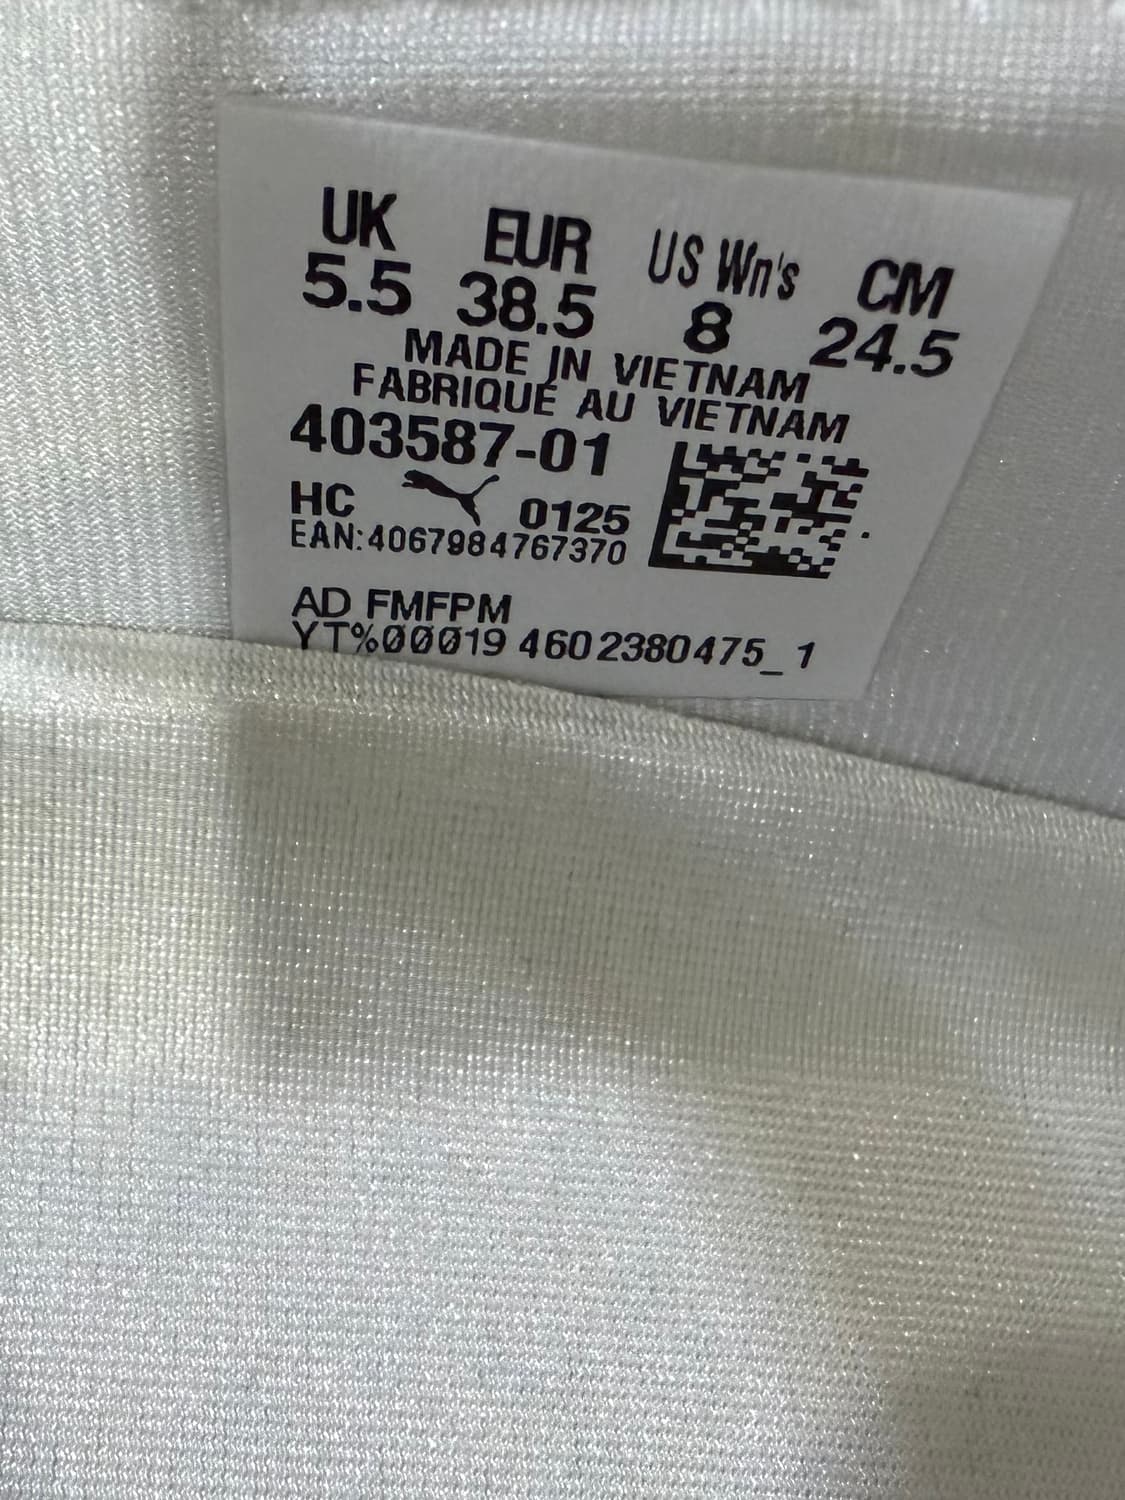 UK EUR US Wn's CM
5.5 38.5 8 24.5
MADE IN VIETNAM
FABRIQUÉ AU VIETNAM
403587-01
HC 0125
EAN:4067984767370
AD FMFPM
YT%00019 4602380475_1